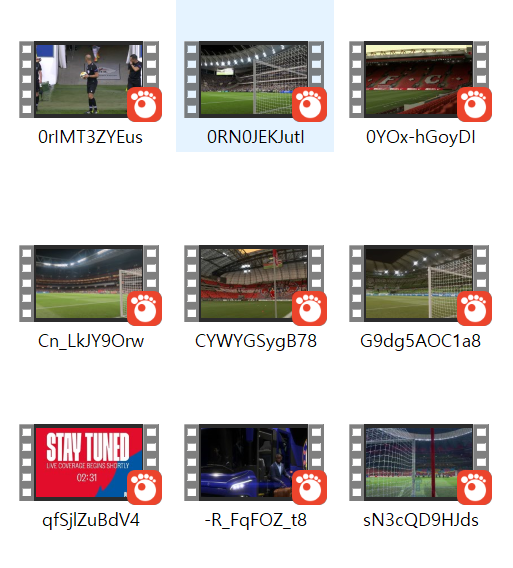 0rIMT3ZYEus
0RN0JEKJutI
F C
0YOx-hGoyDI
Cn_LkJY9Orw
CYWYGSygB78
G9dg5AOC1a8
STAY TUNED
LIVE COVERAGE BEGINS SHORTLY
02:31
qfSjlZuBdV4
-R_FqFOZ_t8
sN3cQD9HJds